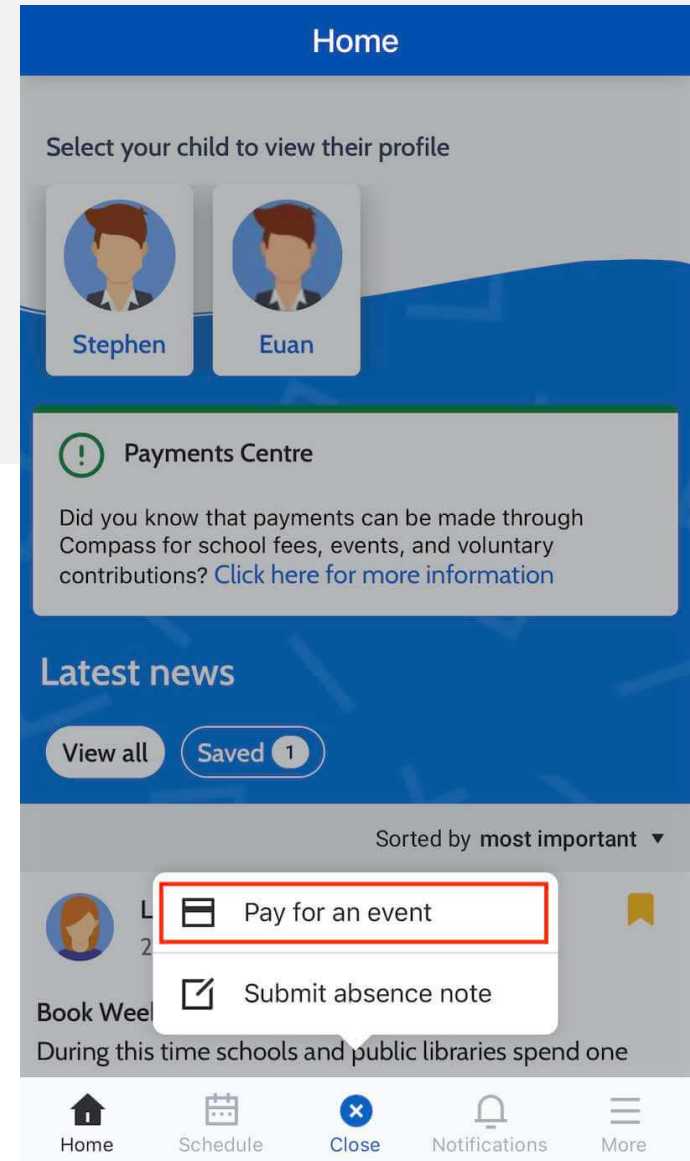 Home
Select your child to view their profile
Stephen
Euan
Payments Centre
Did you know that payments can be made through
Compass for school fees, events, and voluntary
contributions? Click here for more information
Latest news
View all
Saved 1
Sorted by most important
L
2
Pay for an event
Submit absence note
Book Wee
During this time schools and public libraries spend one
Home
Schedule
Close
Notifications
More